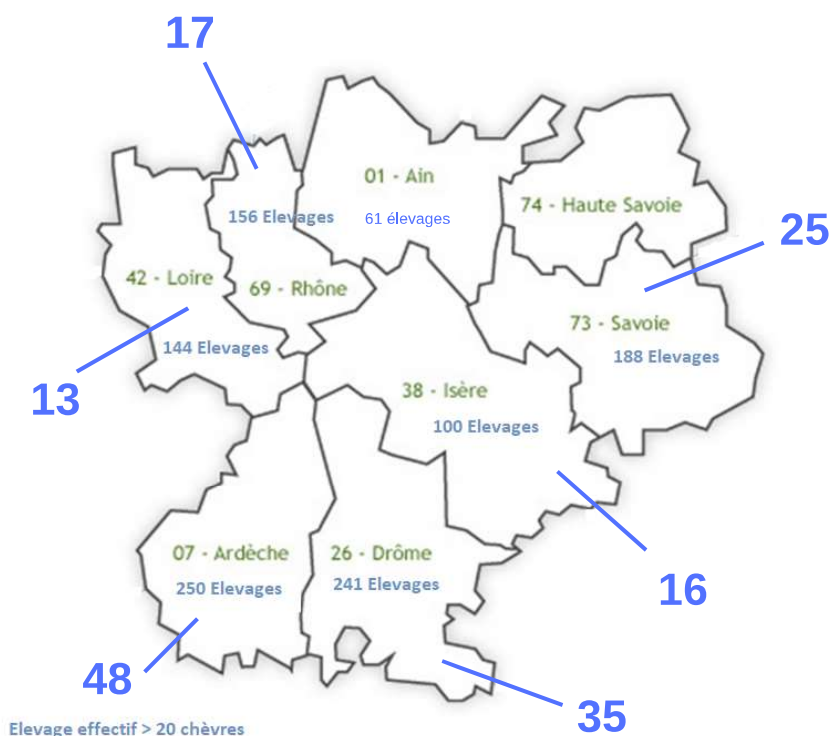 17
01 - Ain
156 Elevages
61 élevages
74 - Haute Savoie
25
42 - Loire
69 - Rhône
73 - Savoie
144 Elevages
188 Elevages
13
38 - Isère
100 Elevages
07 - Ardèche
250 Elevages
26 - Drôme
241 Elevages
16
48
35
Elevage effectif > 20 chèvres